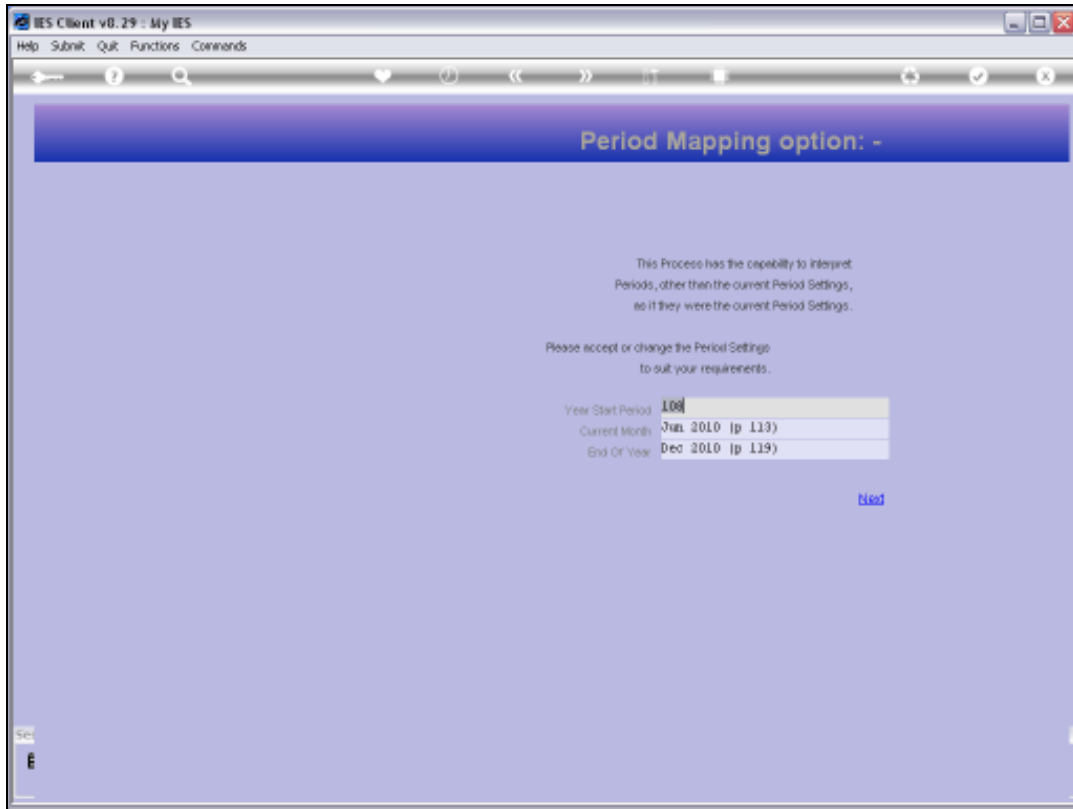 IES Client v8.29 : My IES
Help Submit Quit Functions Commands
Period Mapping option: -
This Process has the capability to interpret
Periods, other than the current Period Settings,
as if they were the current Period Settings.
Please accept or change the Period Settings
to suit your requirements.
Year Start Period 108
Current Month Jun 2010 (p 113)
End Of Year Dec 2010 (p 119)
Next
Ses